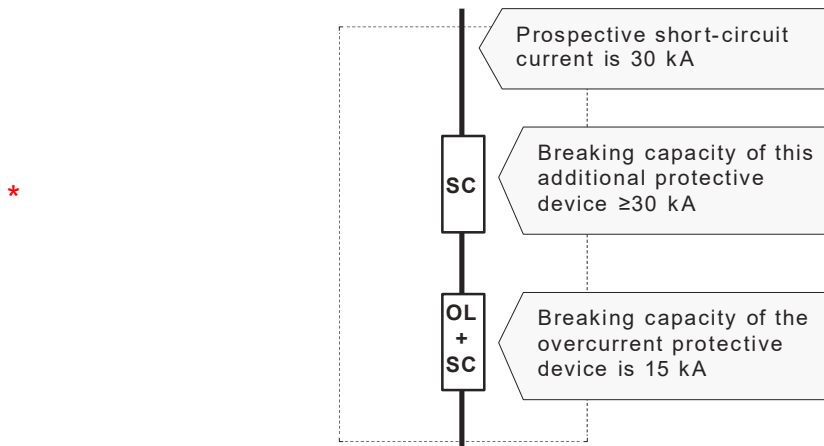 Prospective short-circuit
current is 30 kA
*
SC
Breaking capacity of this
additional protective
device ≥30 kA
OL
+
SC
Breaking capacity of the
overcurrent protective
device is 15 kA